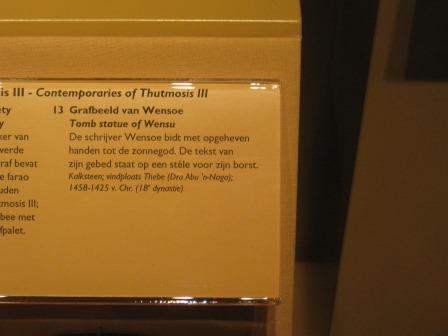 is III - Contemporaries of Thutmosis III
ety
y
ker van
verde
raf bevat
e farao
uden
mosis III;
bee met
fpalet.
13 Grafbeeld van Wensoe
Tomb statue of Wensu
De schrijver Wensoe bidt met opgeheven
handen tot de zonnegod. De tekst van
zijn gebed staat op een stèle voor zijn borst.
Kalksteen; vindplaats Thebe (Dra Abu 'n-Naga);
1458-1425 v. Chr. (18e dynastie)